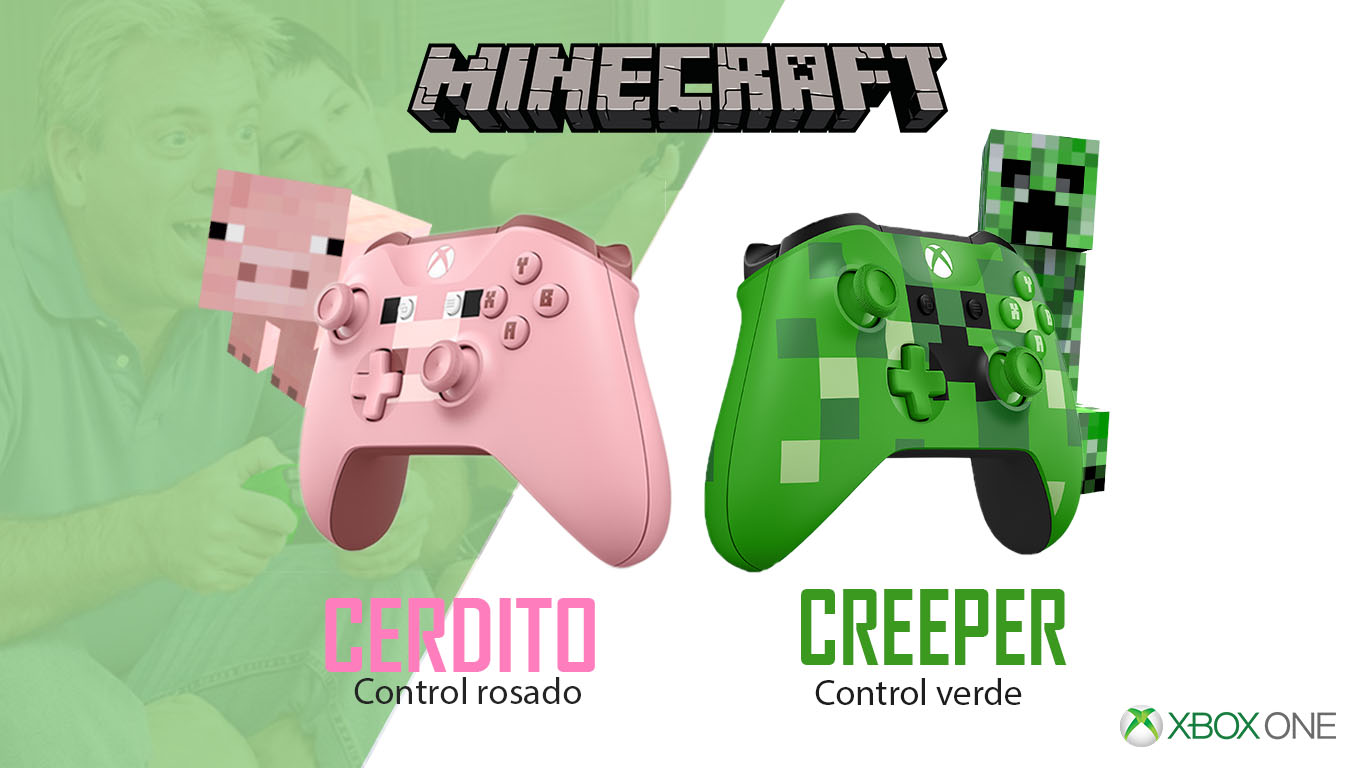 MINECRAFT
Y
X B
A
Y
X B
A
CERDITO
Control rosado
CREEPER
Control verde
XBOX ONE